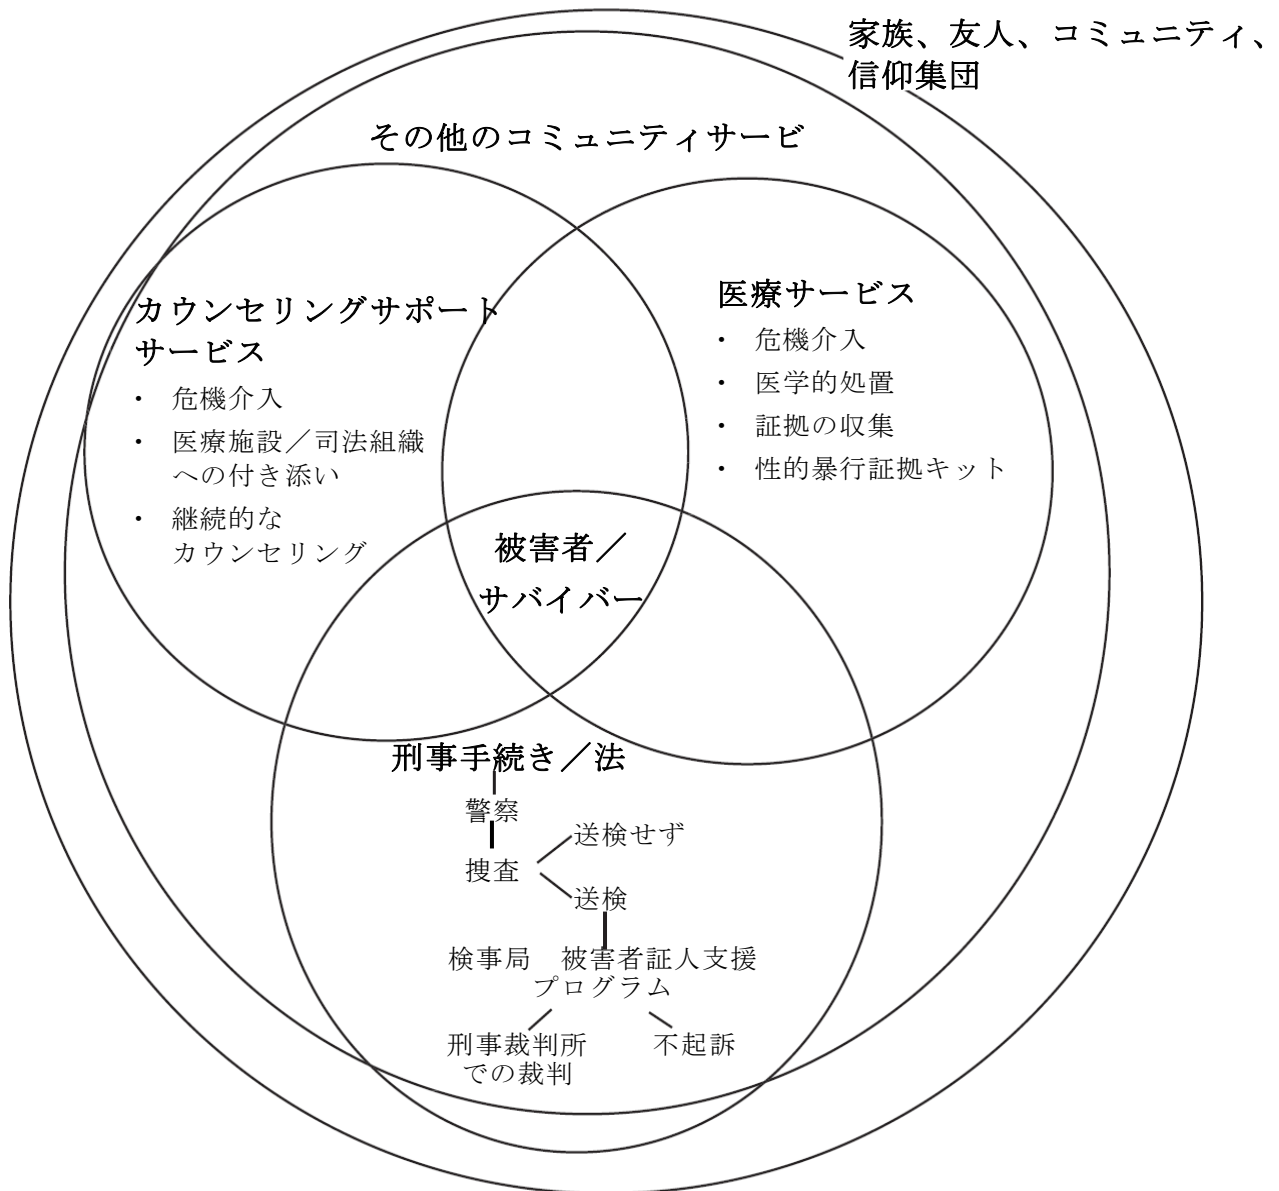 家族、友人、コミュニティ、
信仰集団
その他のコミュニティサービ
カウンセリングサポート
サービス
・ 危機介入
・ 医療施設／司法組織
への付き添い
・ 継続的な
カウンセリング
医療サービス
・ 危機介入
・ 医学的処置
・ 証拠の収集
・ 性的暴行証拠キット
被害者／
サバイバー
刑事手続き／法
警察
送検せず
捜査
送検
検事局 被害者証人支援
プログラム
刑事裁判所
での裁判
不起訴